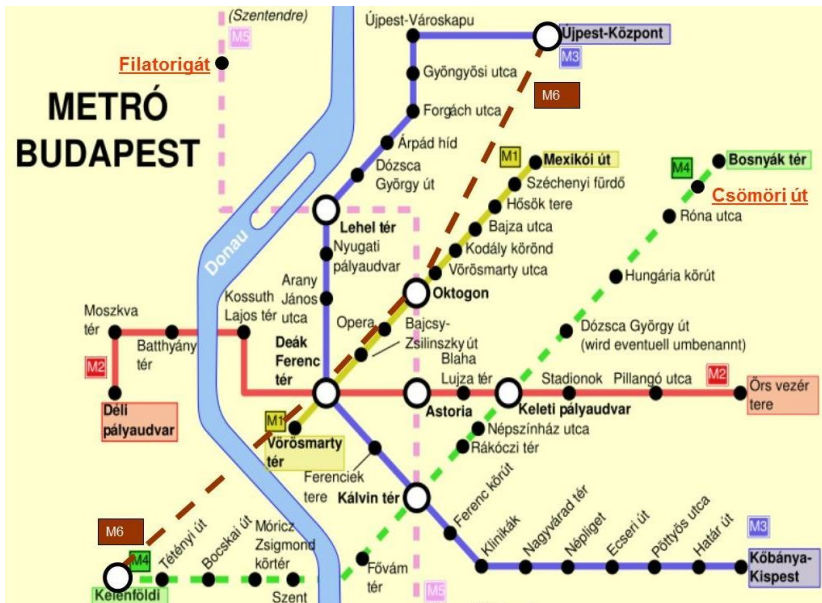 (Szentendre)
M5
Filatorigát
METRÓ
BUDAPEST
Újpest-Városkapu
Újpest-Központ
M3
Gyöngyösi utca
M6
Forgách utca
Árpád híd
Dózsca
György út
M1
Mexikói út
Széchenyi fürdő
Hősök tere
Bajza utca
Kodály körönd
Vörösmarty utca
M4
Bosnyák tér
Csömöri út
Róna utca
Hungária körút
Dózsca György út
(wird eventuell umbenannt)
Lehel tér
Nyugati
pályaudvar
Donau
Oktogon
Arany
János
utca
Opera
Bajcsy-
Zsilinszky út
Moszkva
tér
Batthyány
tér
Kossuth
Lajos tér
Deák
Ferenc
tér
M2
Déli
pályaudvar
Blaha
Lujza tér
Astoria
Keleti pályaudvar
Stadionok
Pillangó utca
M2
Örs vezér
tere
M1
Vörösmarty
tér
Népszínház utca
Rákóczi tér
Ferenciek
tere
Kálvin tér
Ferenc körút
Klinikák
Nagyvárad tér
Népliget
Ecseri út
Pöttyös utca
Határ út
M3
Kőbánya-
Kispest
M6
M4
Kelenföldi
Tétényi út
Bocskai út
Móricz
Zsigmond
körtér
Szent
Fővám
tér
M5